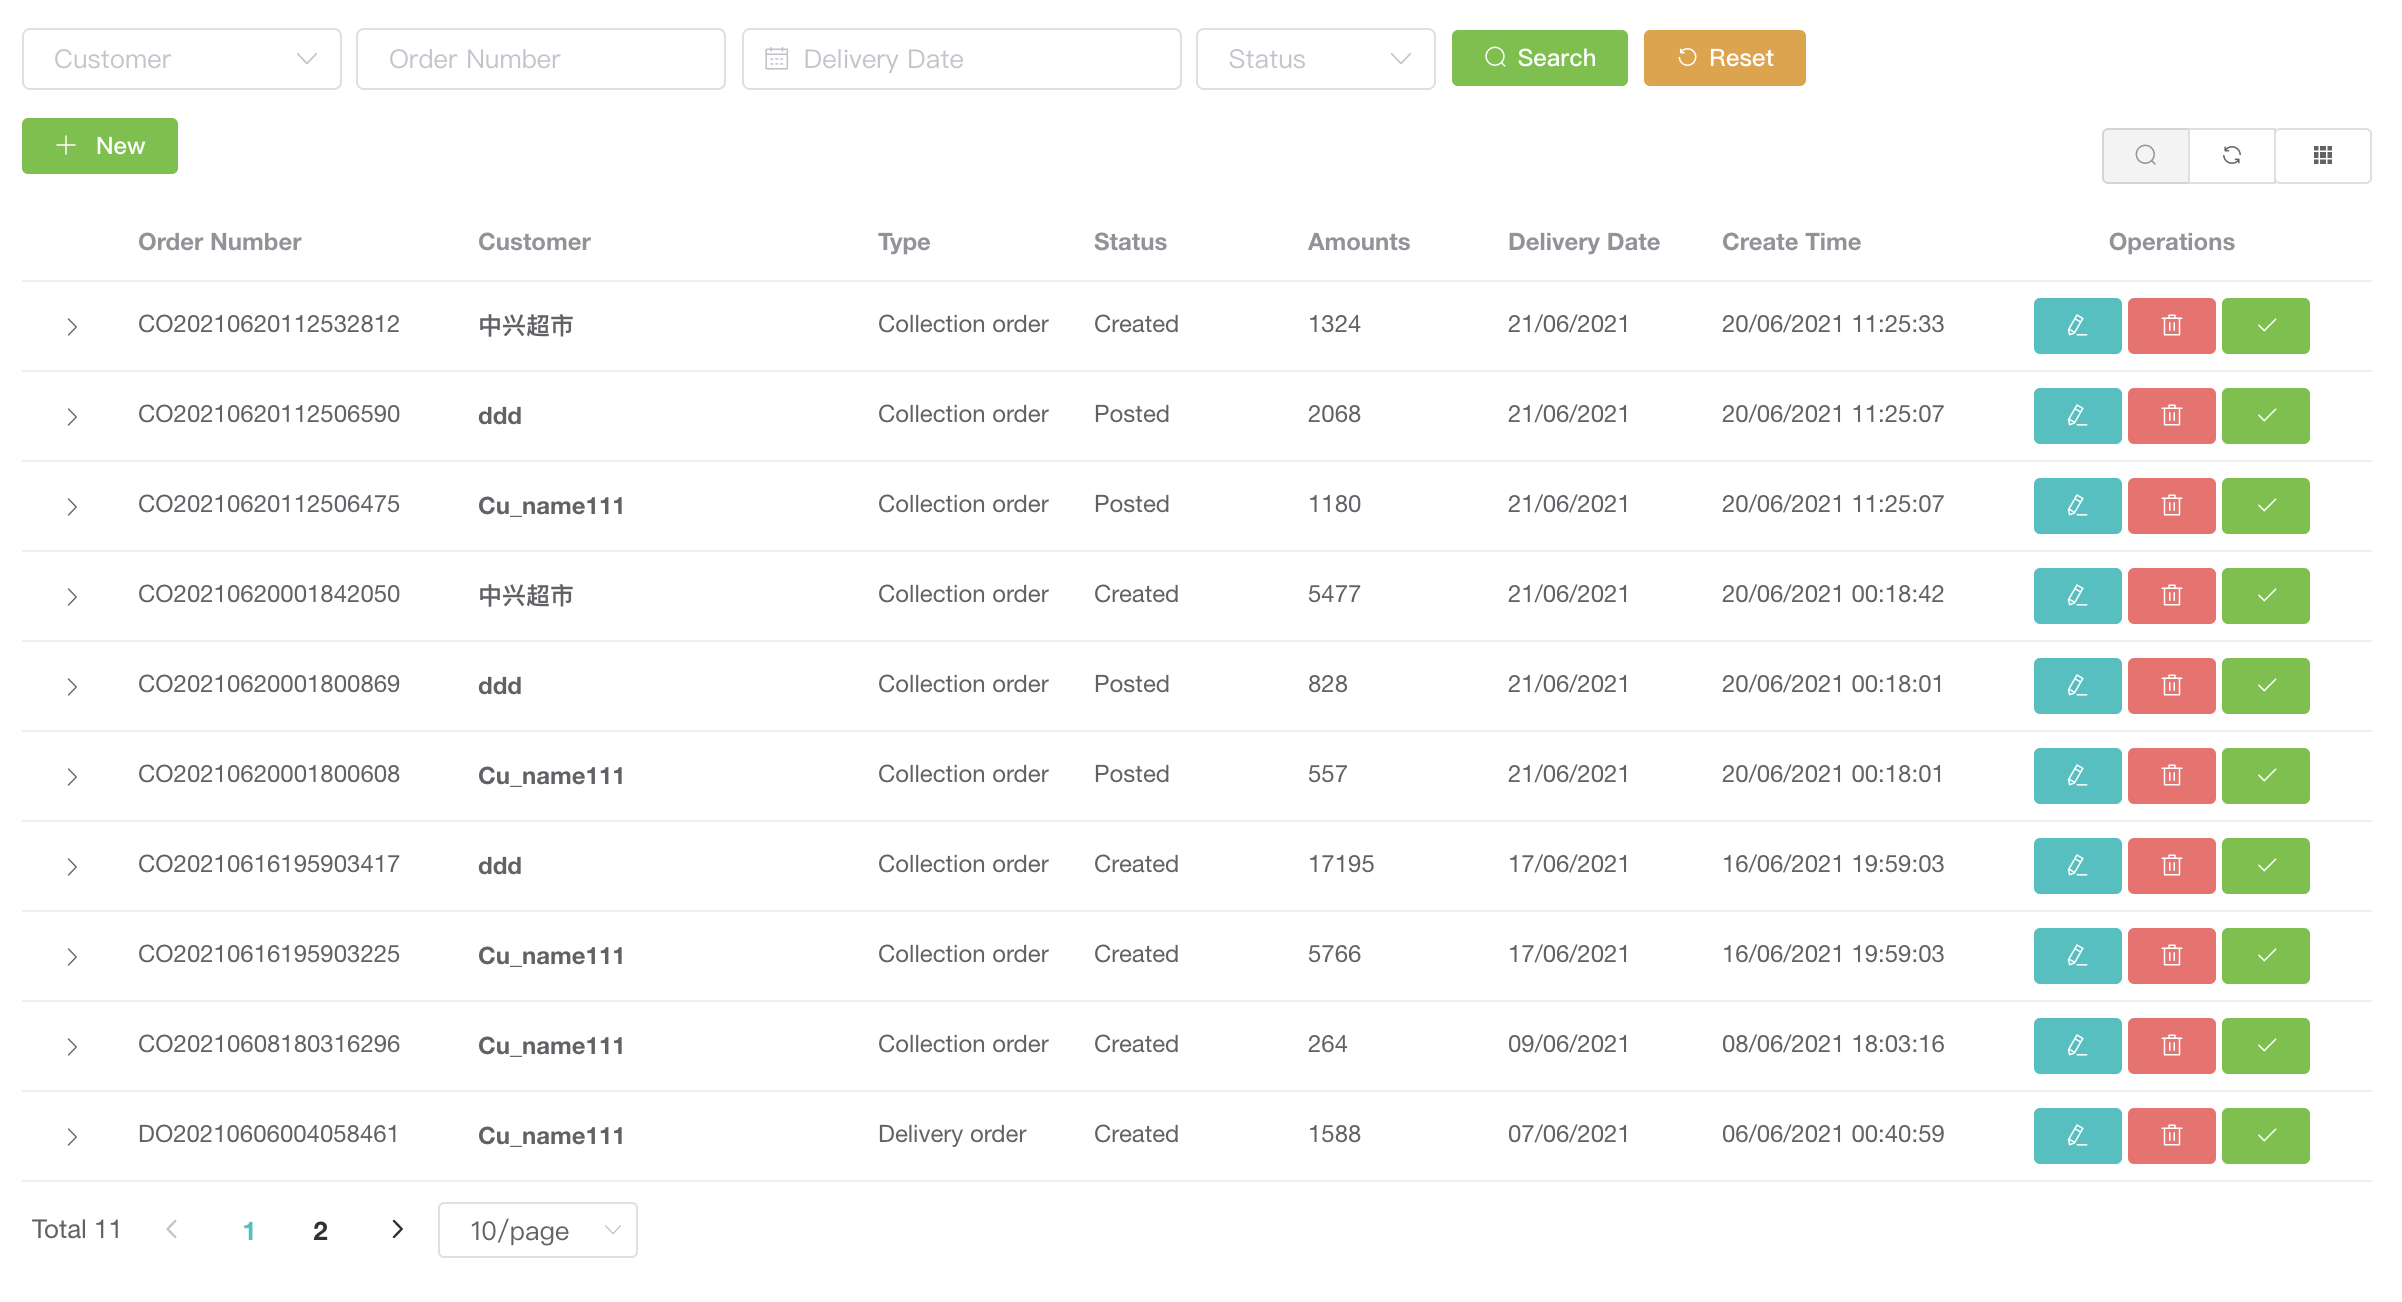 Customer Order Number Delivery Date Status Search Reset
New
Order Number Customer Type Status Amounts Delivery Date Create Time Operations
CO20210620112532812 中兴超市 Collection order Created 1324 21/06/2021 20/06/2021 11:25:33
CO20210620112506590 ddd Collection order Posted 2068 21/06/2021 20/06/2021 11:25:07
CO20210620112506475 Cu_name111 Collection order Posted 1180 21/06/2021 20/06/2021 11:25:07
CO20210620001842050 中兴超市 Collection order Created 5477 21/06/2021 20/06/2021 00:18:42
CO20210620001800869 ddd Collection order Posted 828 21/06/2021 20/06/2021 00:18:01
CO20210620001800608 Cu_name111 Collection order Posted 557 21/06/2021 20/06/2021 00:18:01
CO20210616195903417 ddd Collection order Created 17195 17/06/2021 16/06/2021 19:59:03
CO20210616195903225 Cu_name111 Collection order Created 5766 17/06/2021 16/06/2021 19:59:03
CO20210608180316296 Cu_name111 Collection order Created 264 09/06/2021 08/06/2021 18:03:16
DO20210606004058461 Cu_name111 Delivery order Created 1588 07/06/2021 06/06/2021 00:40:59
Total 11 1 2 10/page